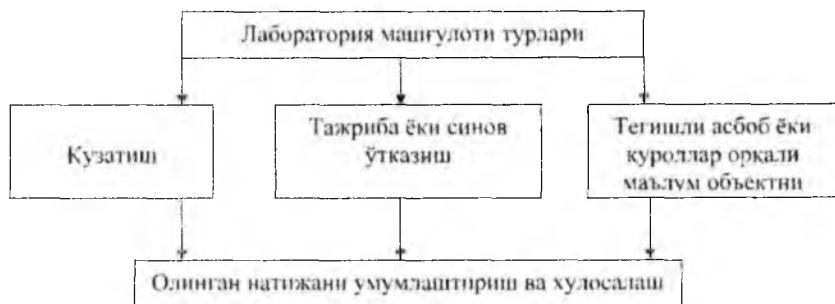 Лаборатория машғулоти турлари
Кузатиш
Тажриба ёки синов
ўтказиш
Тегишли асбоб ёки
қуроллар орқали
маълум объектни
Олинган натижани умумлаштириш ва хулосалаш